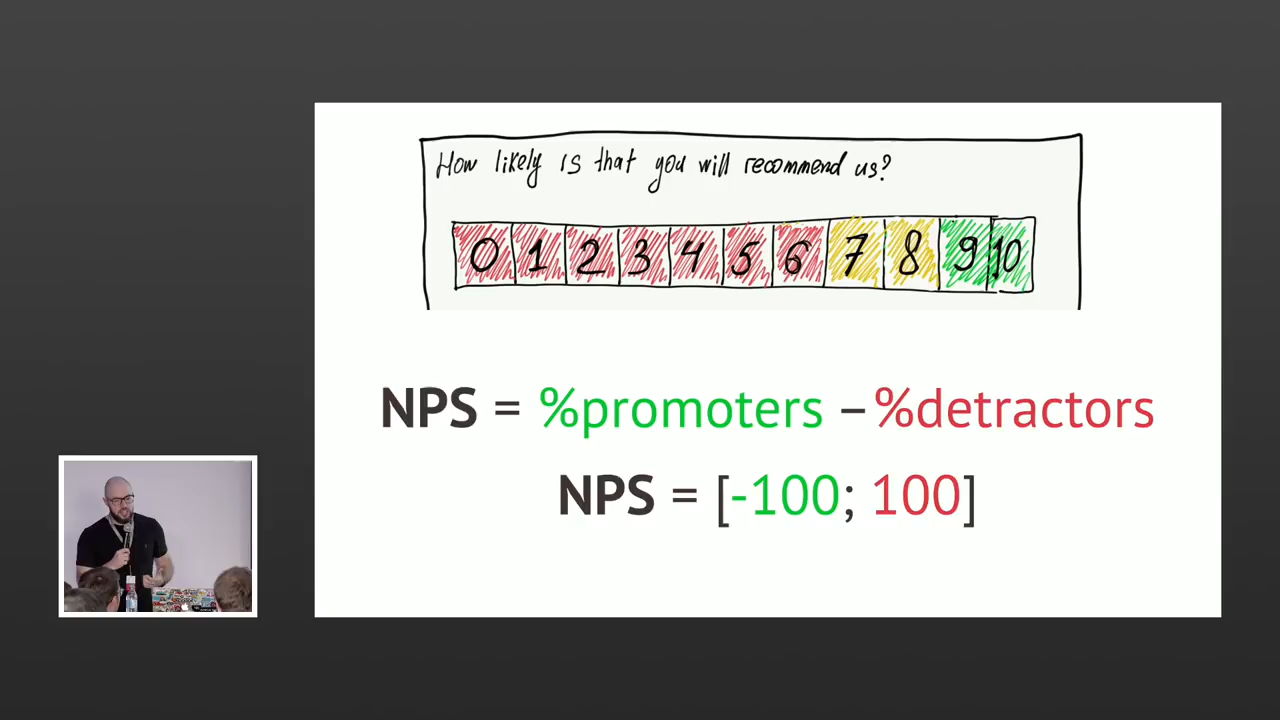 How likely is that you will recommend us?
0 1 2 3 4 5 6 7 8 9 10
NPS = %promoters – %detractors
NPS = [-100; 100]